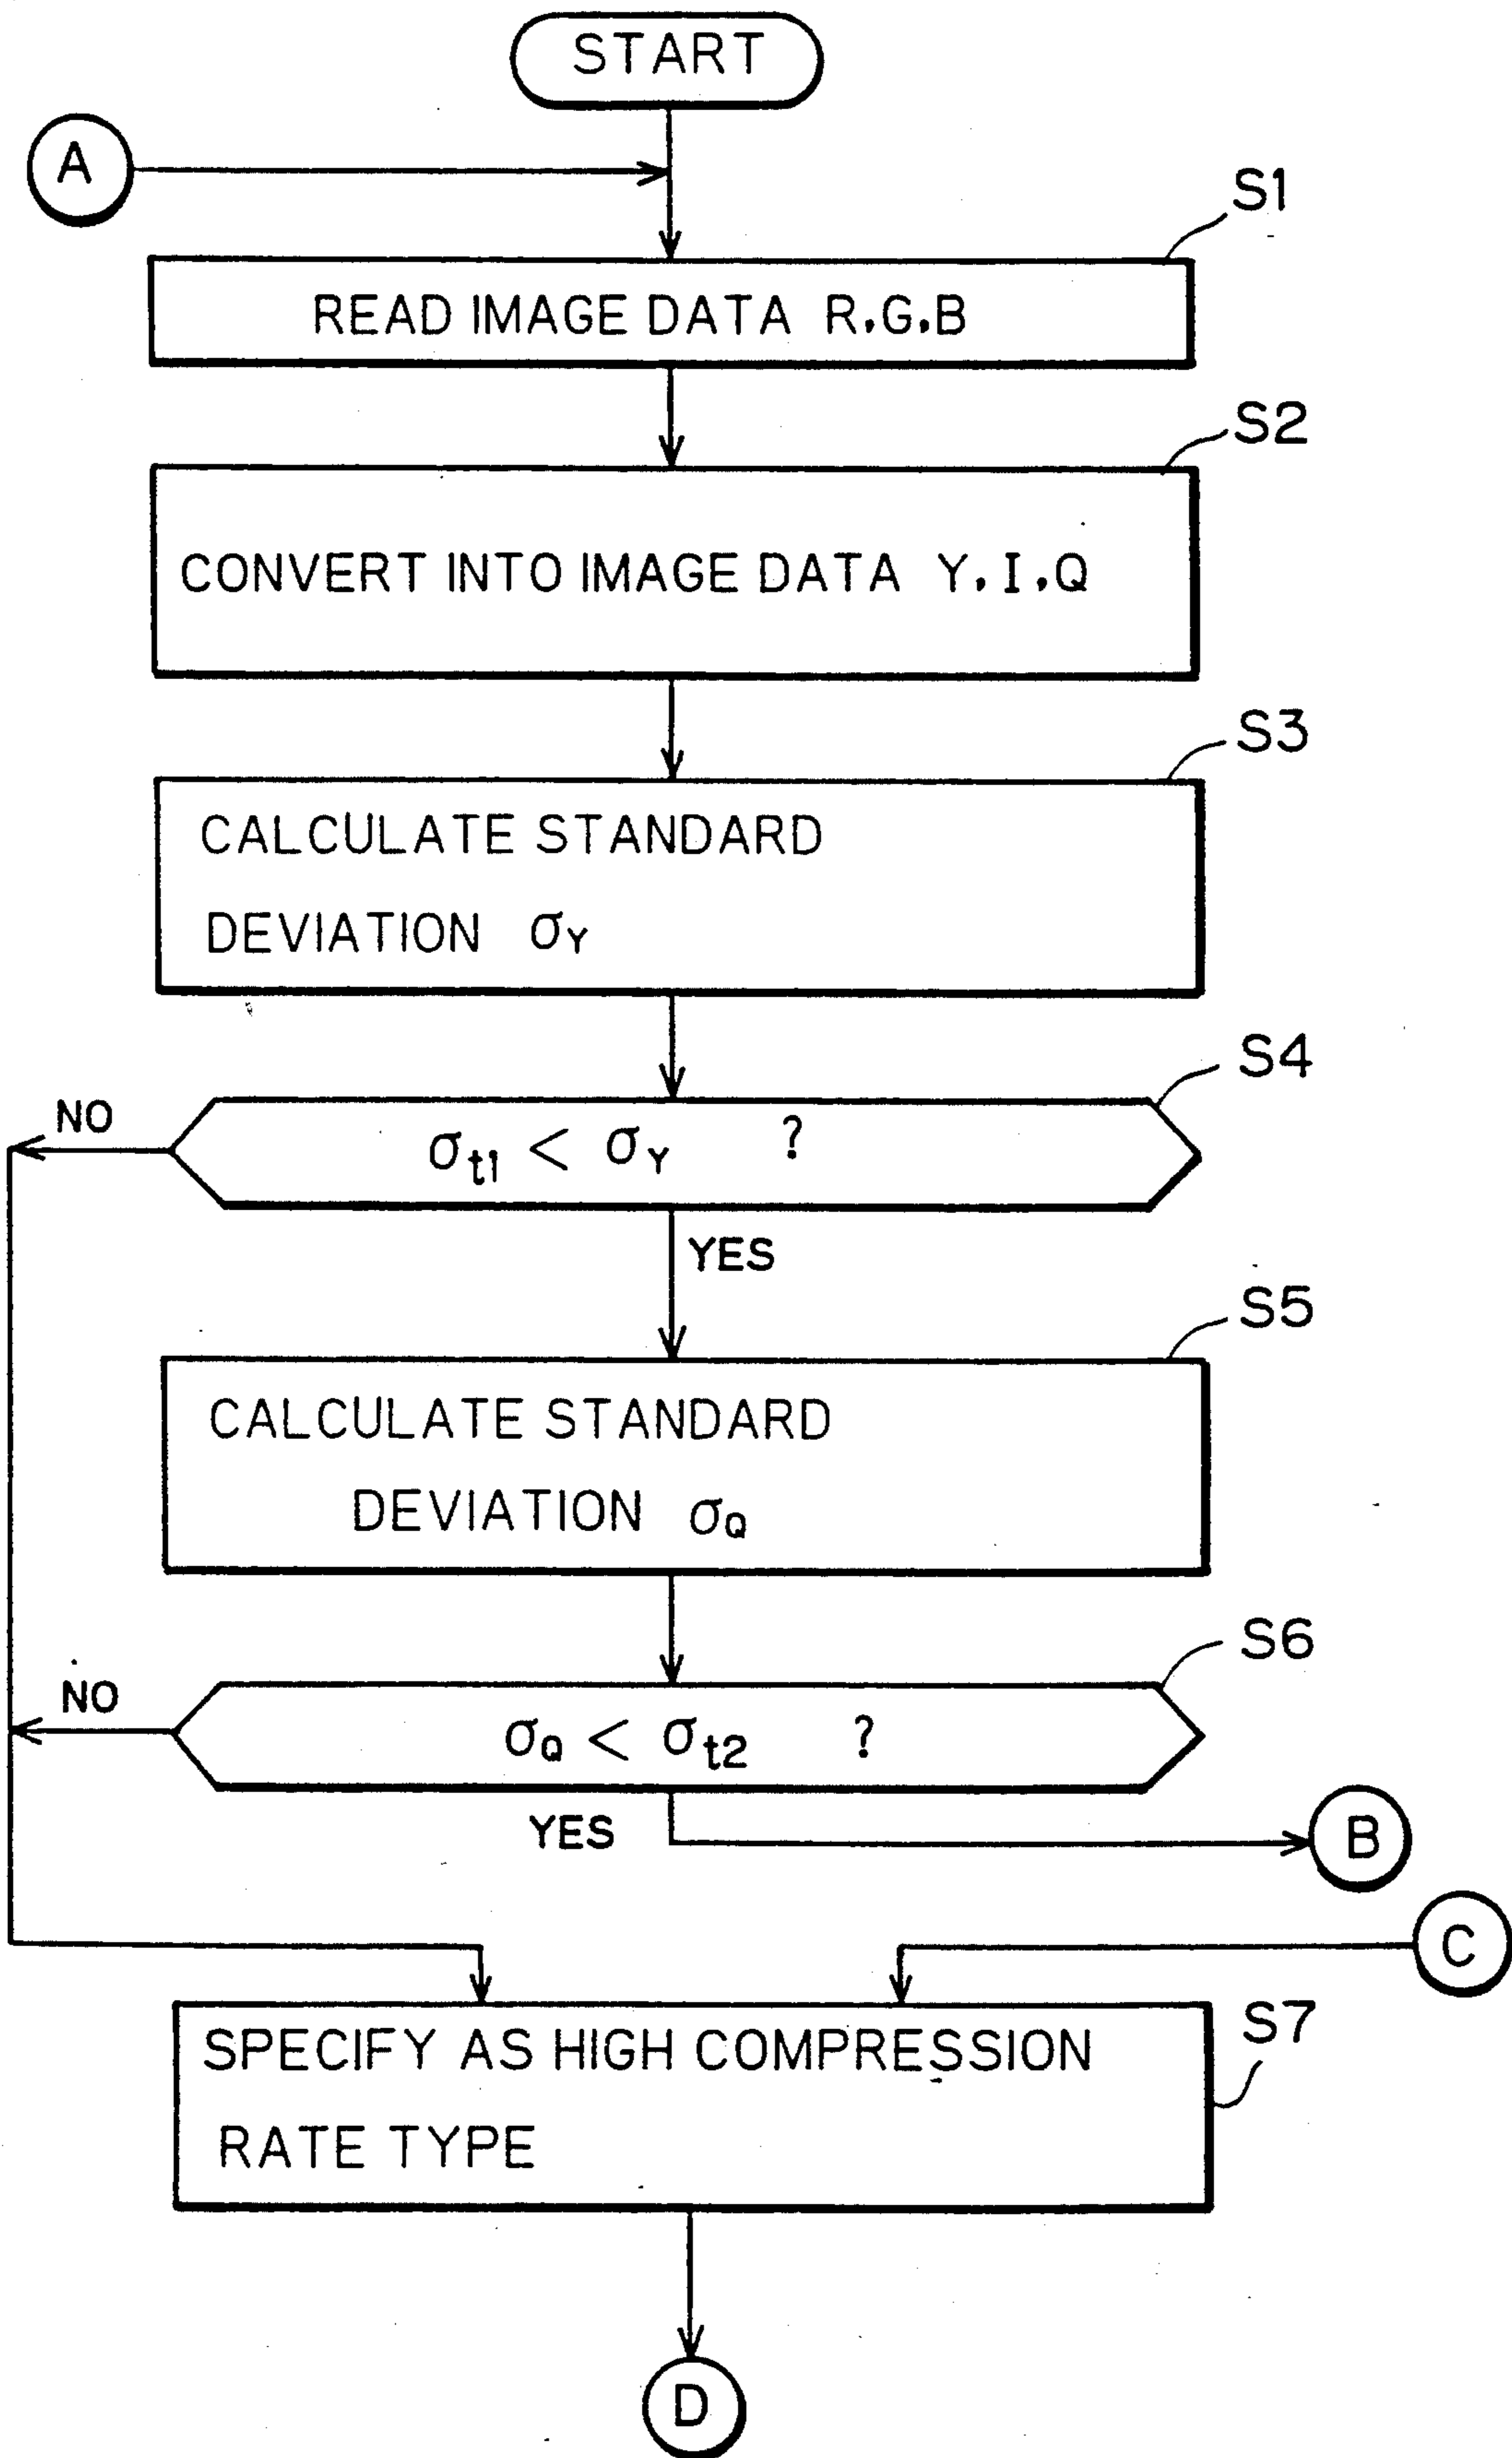 START
A
S1
READ IMAGE DATA R.G.B
S2
CONVERT INTO IMAGE DATA Y.I.Q
S3
CALCULATE STANDARD
DEVIATION σY
S4
NO
σt1 < σY ?
YES
S5
CALCULATE STANDARD
DEVIATION σQ
S6
NO
σQ < σt2 ?
YES
B
C
S7
SPECIFY AS HIGH COMPRESSION
RATE TYPE
D